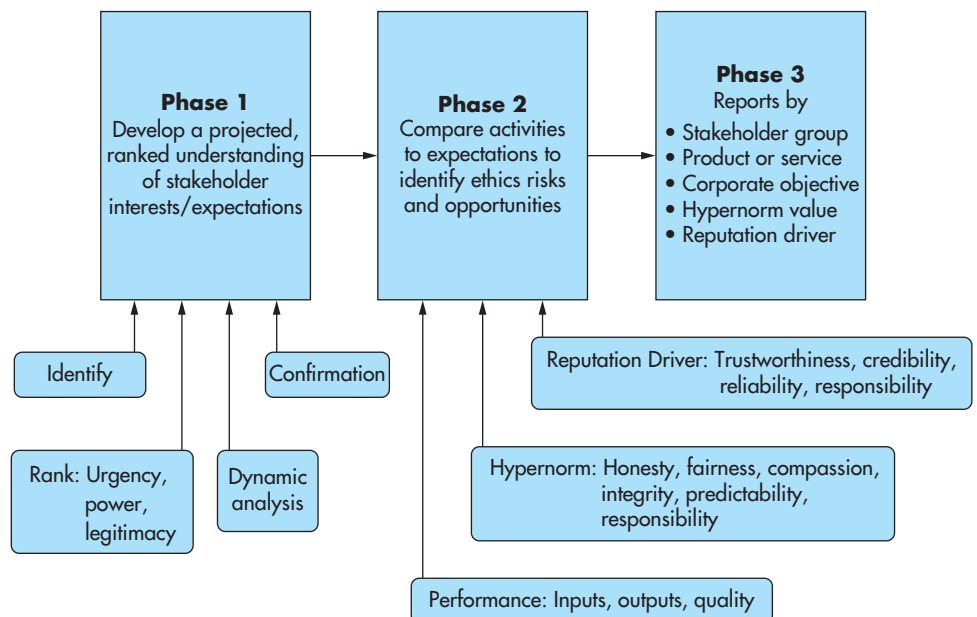 Phase 1
Develop a projected,
ranked understanding
of stakeholder
interests/expectations
Phase 2
Compare activities
to expectations to
identify ethics risks
and opportunities
Phase 3
Reports by
• Stakeholder group
• Product or service
• Corporate objective
• Hypernorm value
• Reputation driver
Identify
Confirmation
Rank: Urgency,
power,
legitimacy
Dynamic
analysis
Reputation Driver: Trustworthiness, credibility,
reliability, responsibility
Hypernorm: Honesty, fairness, compassion,
integrity, predictability,
responsibility
Performance: Inputs, outputs, quality